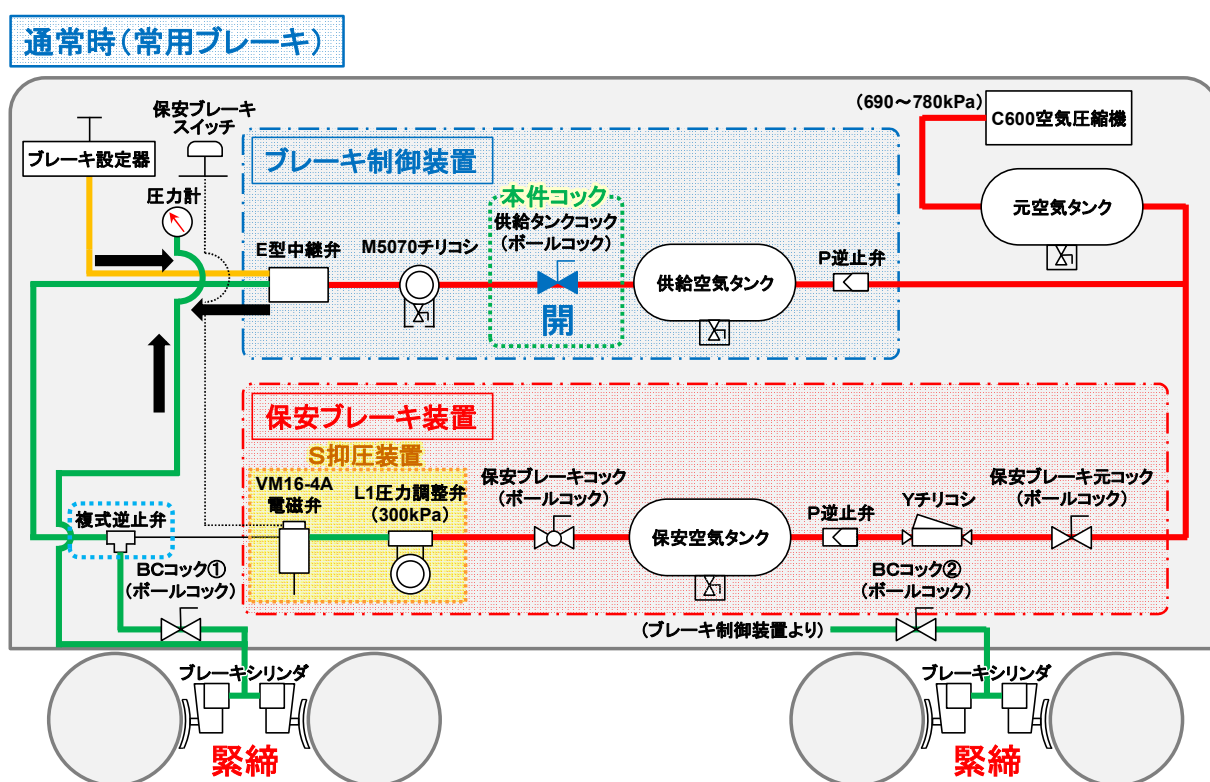 通常時(常用ブレーキ)
保安ブレーキ
スイッチ
ブレーキ設定器
圧力計
ブレーキ制御装置
本件コック
供給タンクコック
(ボールコック)
E型中継弁
M5070チリコシ
開
供給空気タンク
P逆止弁
(690～780kPa)
C600空気圧縮機
元空気タンク
保安ブレーキ装置
S抑圧装置
VM16-4A
電磁弁
L1圧力調整弁
(300kPa)
保安ブレーキコック
(ボールコック)
保安空気タンク
P逆止弁
Yチリコシ
保安ブレーキ元コック
(ボールコック)
複式逆止弁
BCコック①
(ボールコック)
BCコック②
(ボールコック)
(ブレーキ制御装置より)
ブレーキシリンダ
緊締
ブレーキシリンダ
緊締